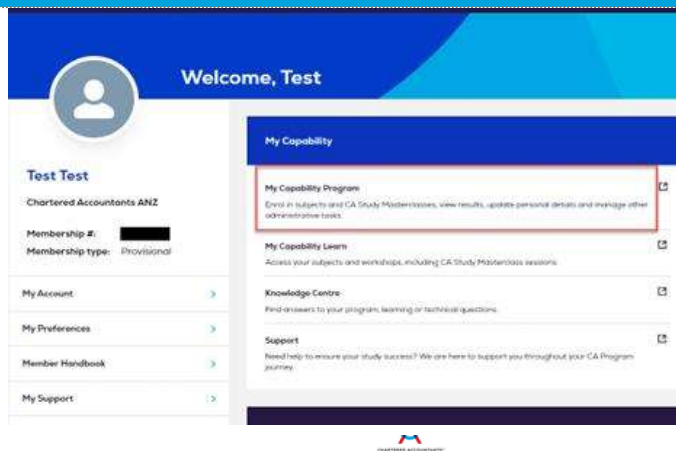 Welcome, Test
Test Test
Chartered Accountants ANZ
Membership #:
Membership type: Provisional
My Account
My Preferences
Member Handbook
My Support
My Capability
My Capability Program
Enrol in subjects and CA Study Masterclasses, view results, update personal details and manage other
administrative tasks.
My Capability Learn
Access your subjects and workshops, including CA Study Masterclass sessions
Knowledge Centre
Find answers to your program, learning or technical questions.
Support
Need help to ensure your study success? We are here to support you throughout your CA Program
journey.
CHARTERED ACCOUNTANTS